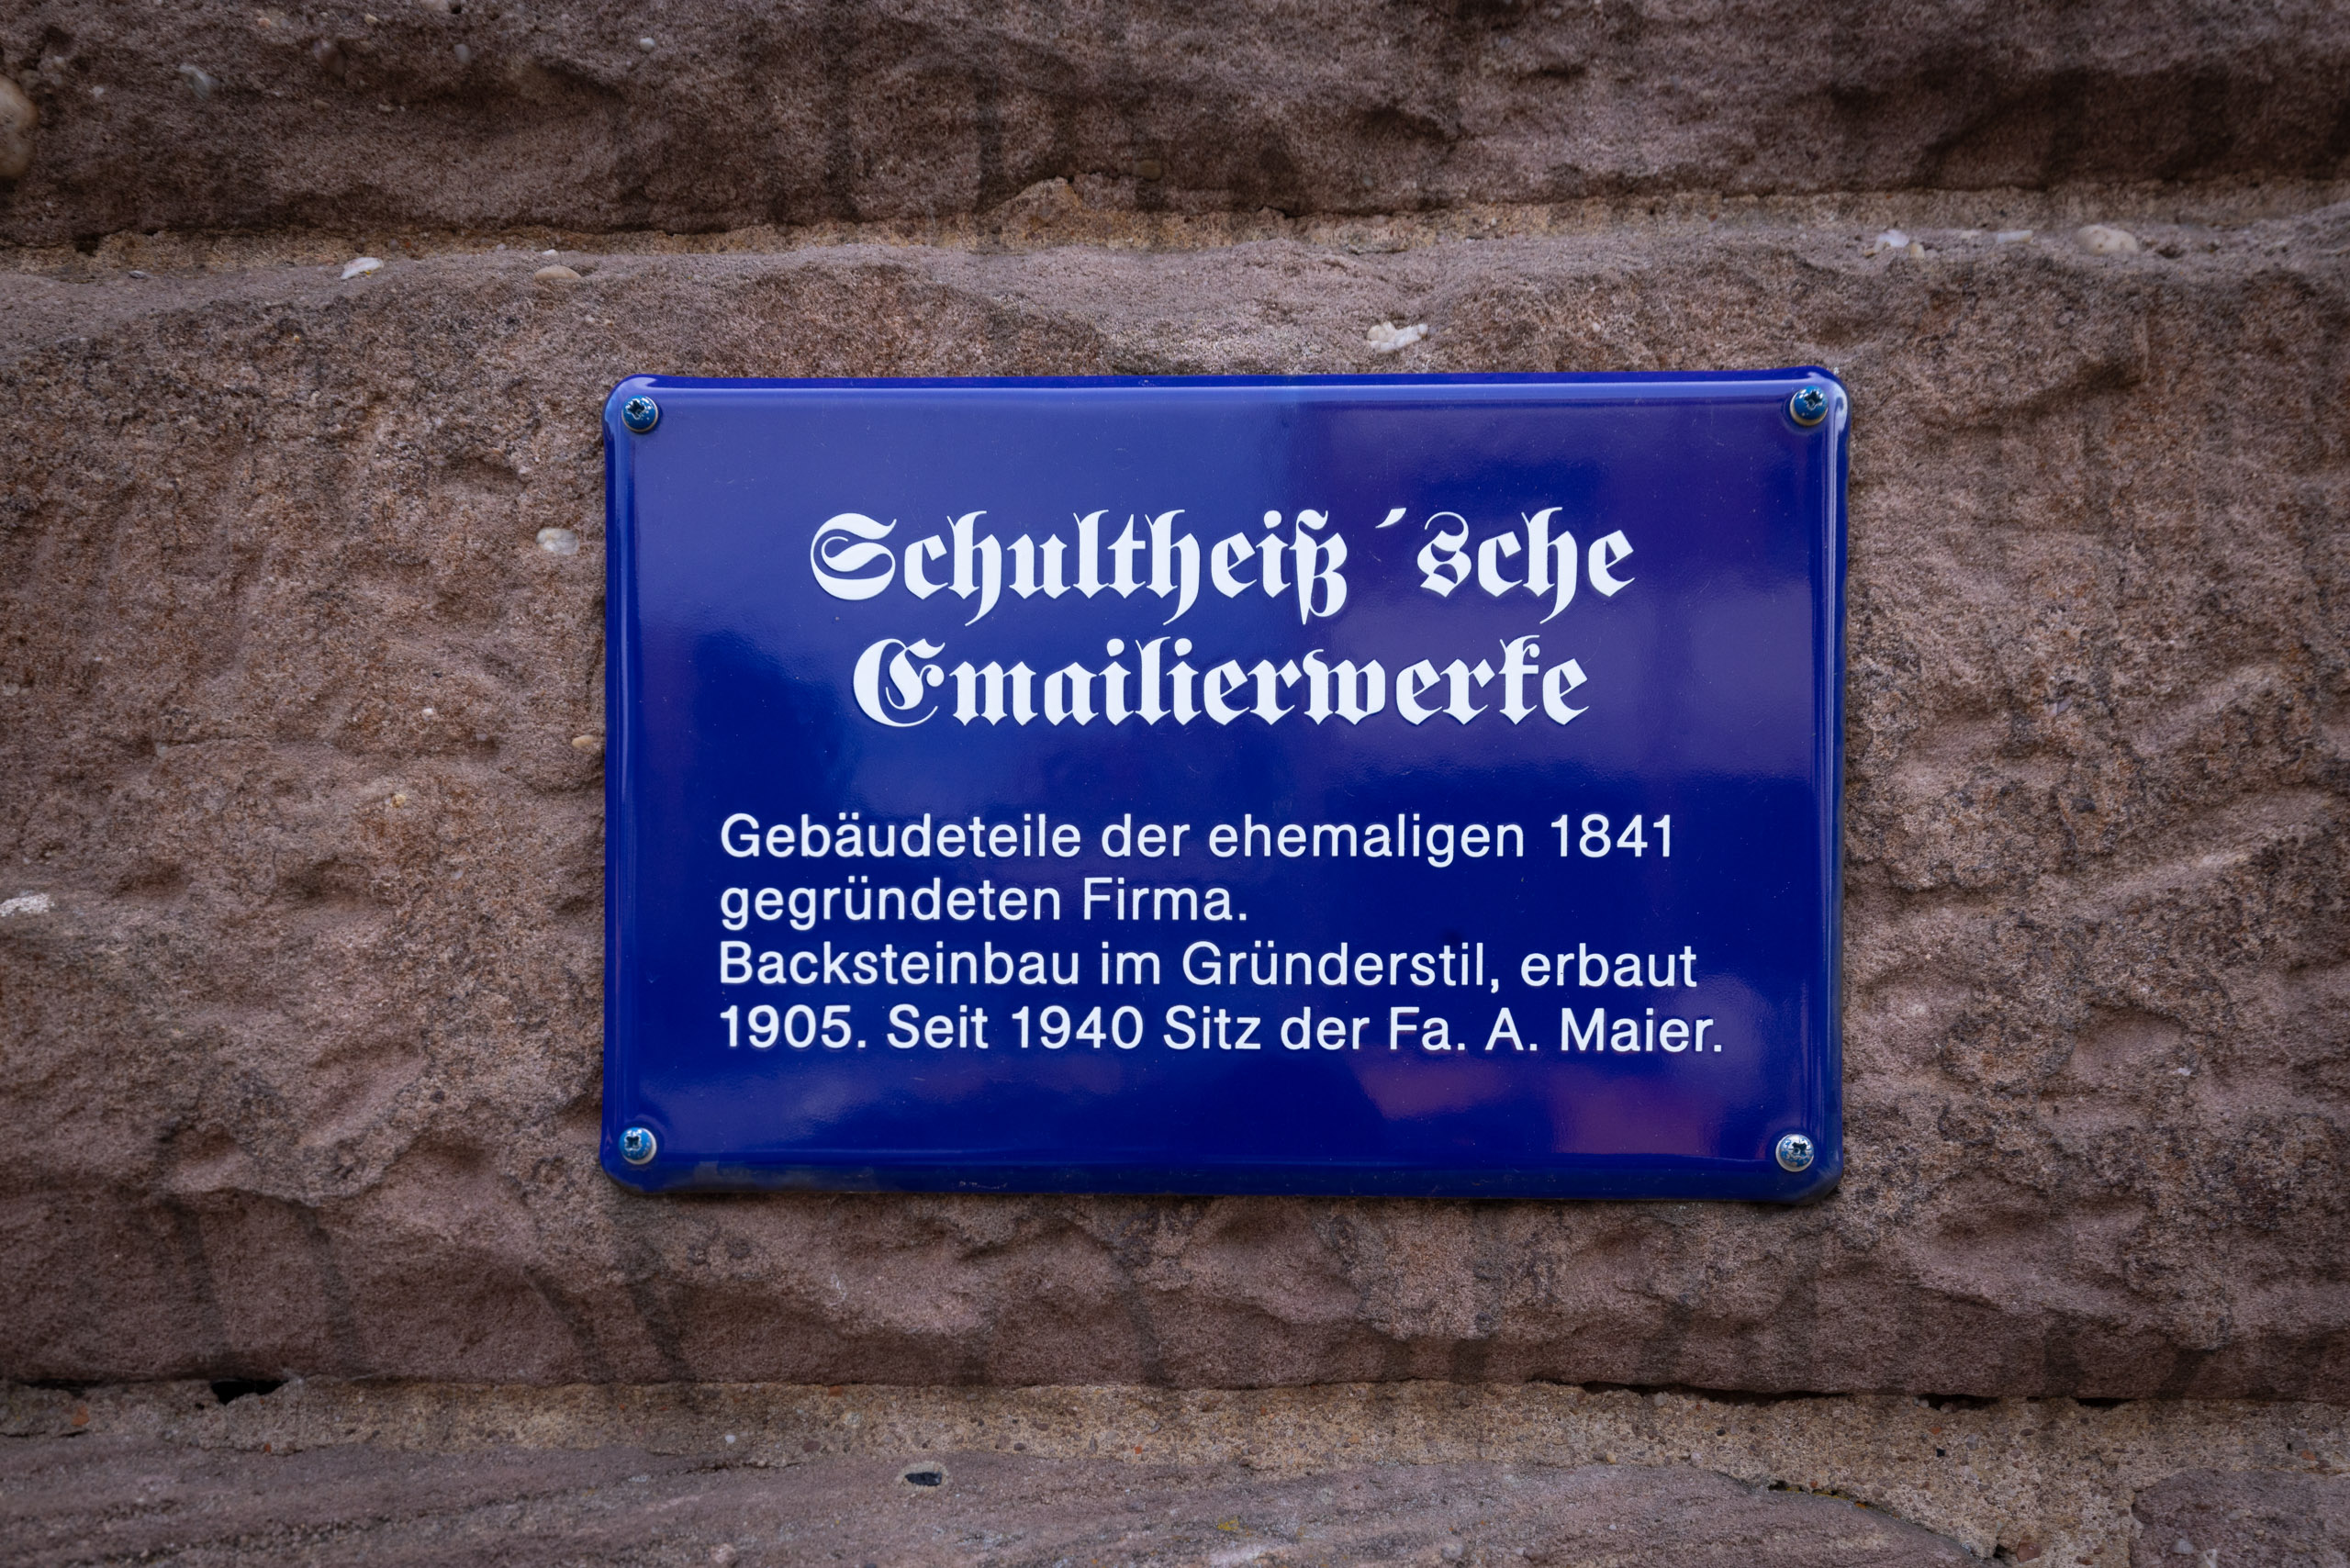 Schultheiß ´sche
Emailierwerke
Gebäudeteile der ehemaligen 1841
gegründeten Firma.
Backsteinbau im Gründerstil, erbaut
1905. Seit 1940 Sitz der Fa. A. Maier.